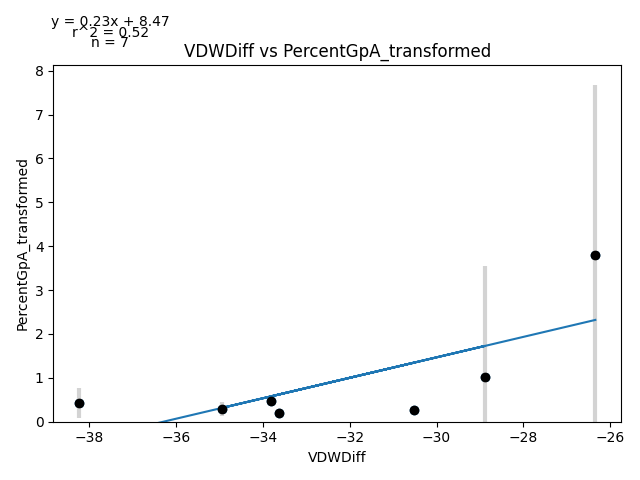 y = 0.23x + 8.47
r^2 = 0.52
n = 7
VDWDiff vs PercentGpA_transformed
8
7
6
5
4
3
2
1
0
PercentGpA_transformed
−38
−36
−34
−32
−30
−28
−26
VDWDiff